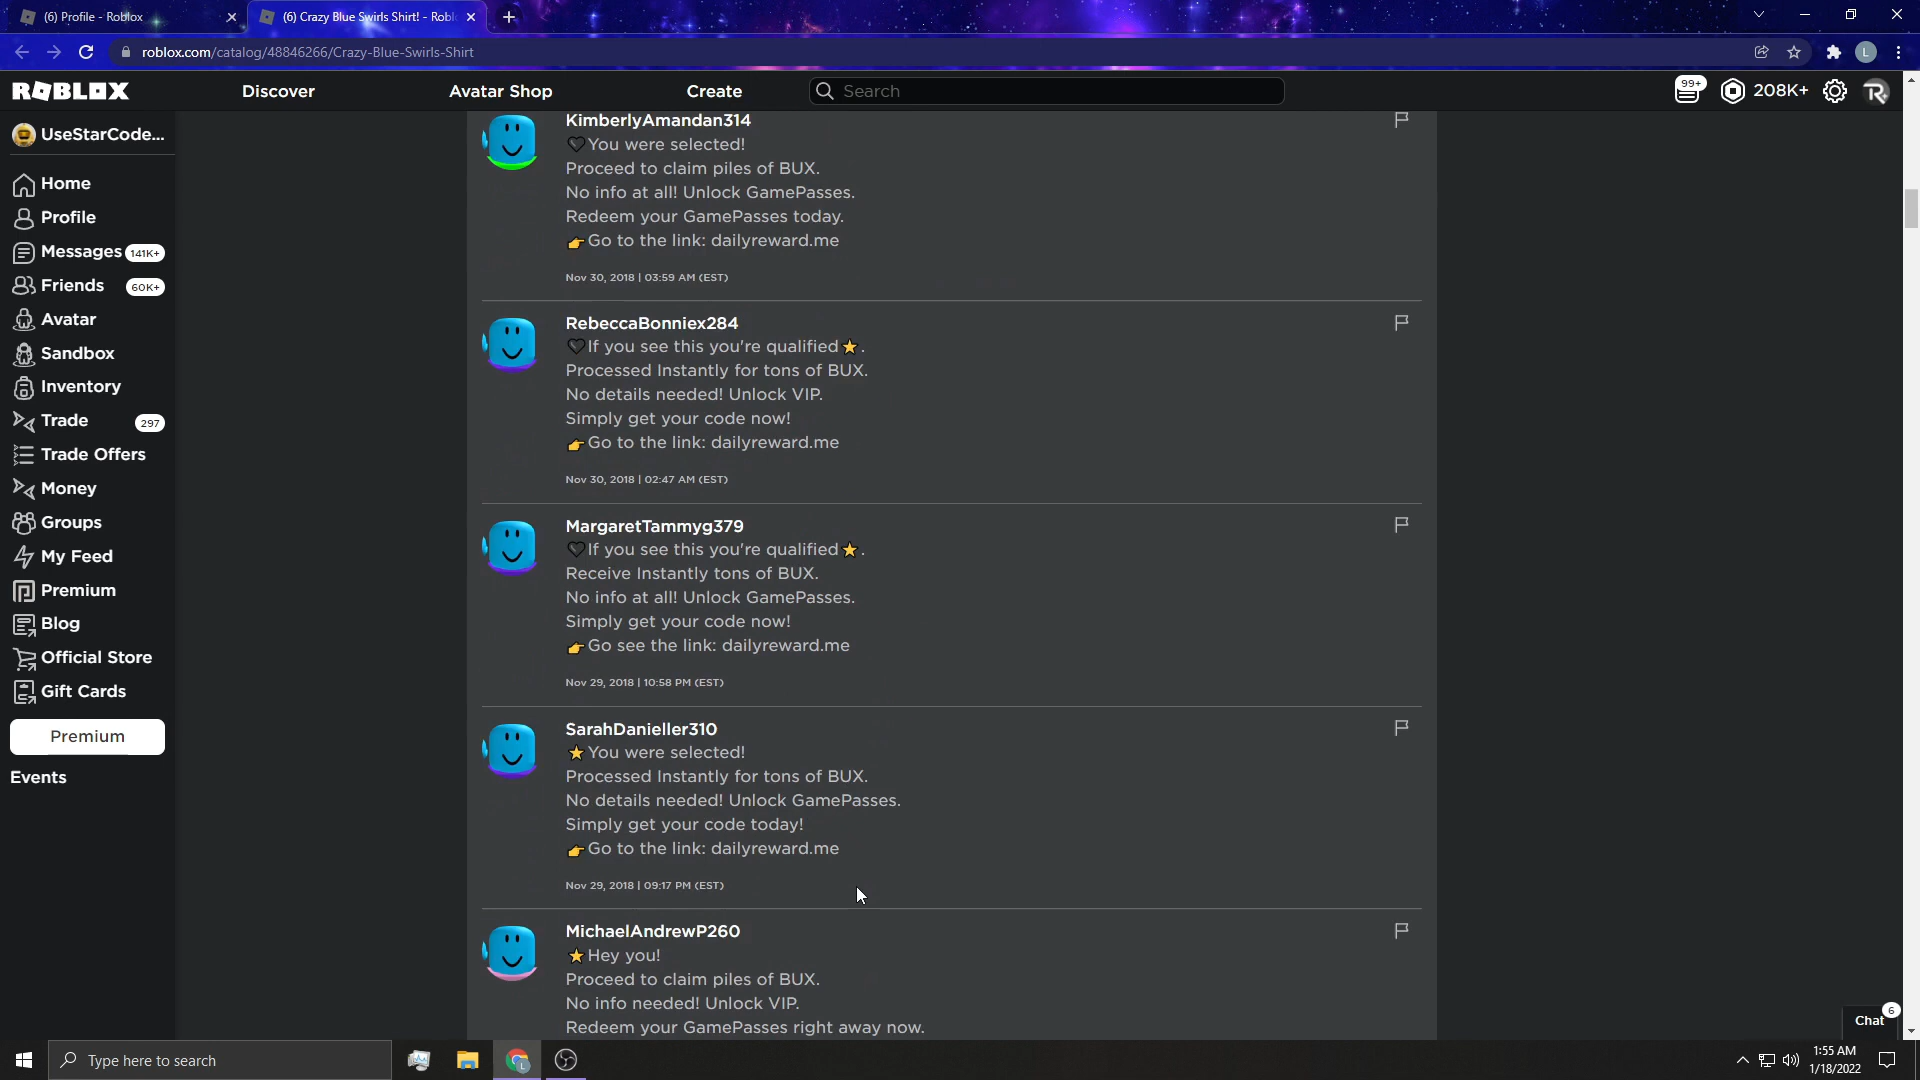 (6) Profile - Roblox
(6) Crazy Blue Swirls Shirt! - Robl
roblox.com/catalog/48846266/Crazy-Blue-Swirls-Shirt
L
ROBLOX
Discover
Avatar Shop
Create
Search
99+
208K+
UseStarCode...
Home
Profile
Messages 141K+
Friends 60K+
Avatar
Sandbox
Inventory
Trade 297
Trade Offers
Money
Groups
My Feed
Premium
Blog
Official Store
Gift Cards
Premium
Events
KimberlyAmandan314
🖤You were selected!
Proceed to claim piles of BUX.
No info at all! Unlock GamePasses.
Redeem your GamePasses today.
👉Go to the link: dailyreward.me
Nov 30, 2018 | 03:59 AM (EST)
RebeccaBonniex284
🖤If you see this you're qualified⭐.
Processed Instantly for tons of BUX.
No details needed! Unlock VIP.
Simply get your code now!
👉Go to the link: dailyreward.me
Nov 30, 2018 | 02:47 AM (EST)
MargaretTammyg379
🖤If you see this you're qualified⭐.
Receive Instantly tons of BUX.
No info at all! Unlock GamePasses.
Simply get your code now!
👉Go see the link: dailyreward.me
Nov 29, 2018 | 10:58 PM (EST)
SarahDanieller310
⭐You were selected!
Processed Instantly for tons of BUX.
No details needed! Unlock GamePasses.
Simply get your code today!
👉Go to the link: dailyreward.me
Nov 29, 2018 | 09:17 PM (EST)
MichaelAndrewP260
⭐Hey you!
Proceed to claim piles of BUX.
No info needed! Unlock VIP.
Redeem your GamePasses right away now.
Chat 6
Type here to search
1:55 AM
1/18/2022